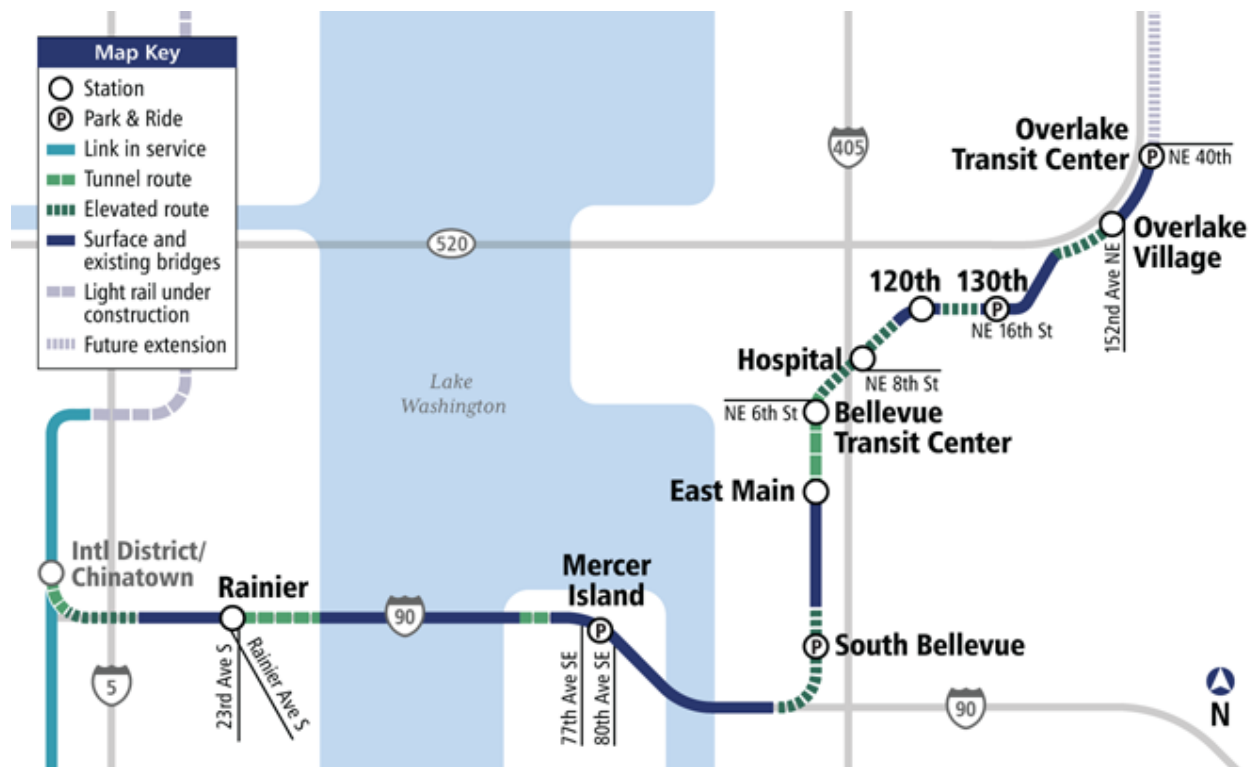 Map Key
Station
P Park & Ride
Link in service
Tunnel route
Elevated route
Surface and
existing bridges
Light rail under
construction
Future extension
405
Overlake
Transit Center
P
NE 40th
520
Overlake
Village
152nd Ave NE
120th
130th
P
NE 16th St
Hospital
NE 8th St
Lake
Washington
NE 6th St
Bellevue
Transit Center
East Main
Intl District/
Chinatown
Rainier
90
Mercer
Island
P
P
South Bellevue
5
23rd Ave S
Rainier Ave S
77th Ave SE
80th Ave SE
90
N